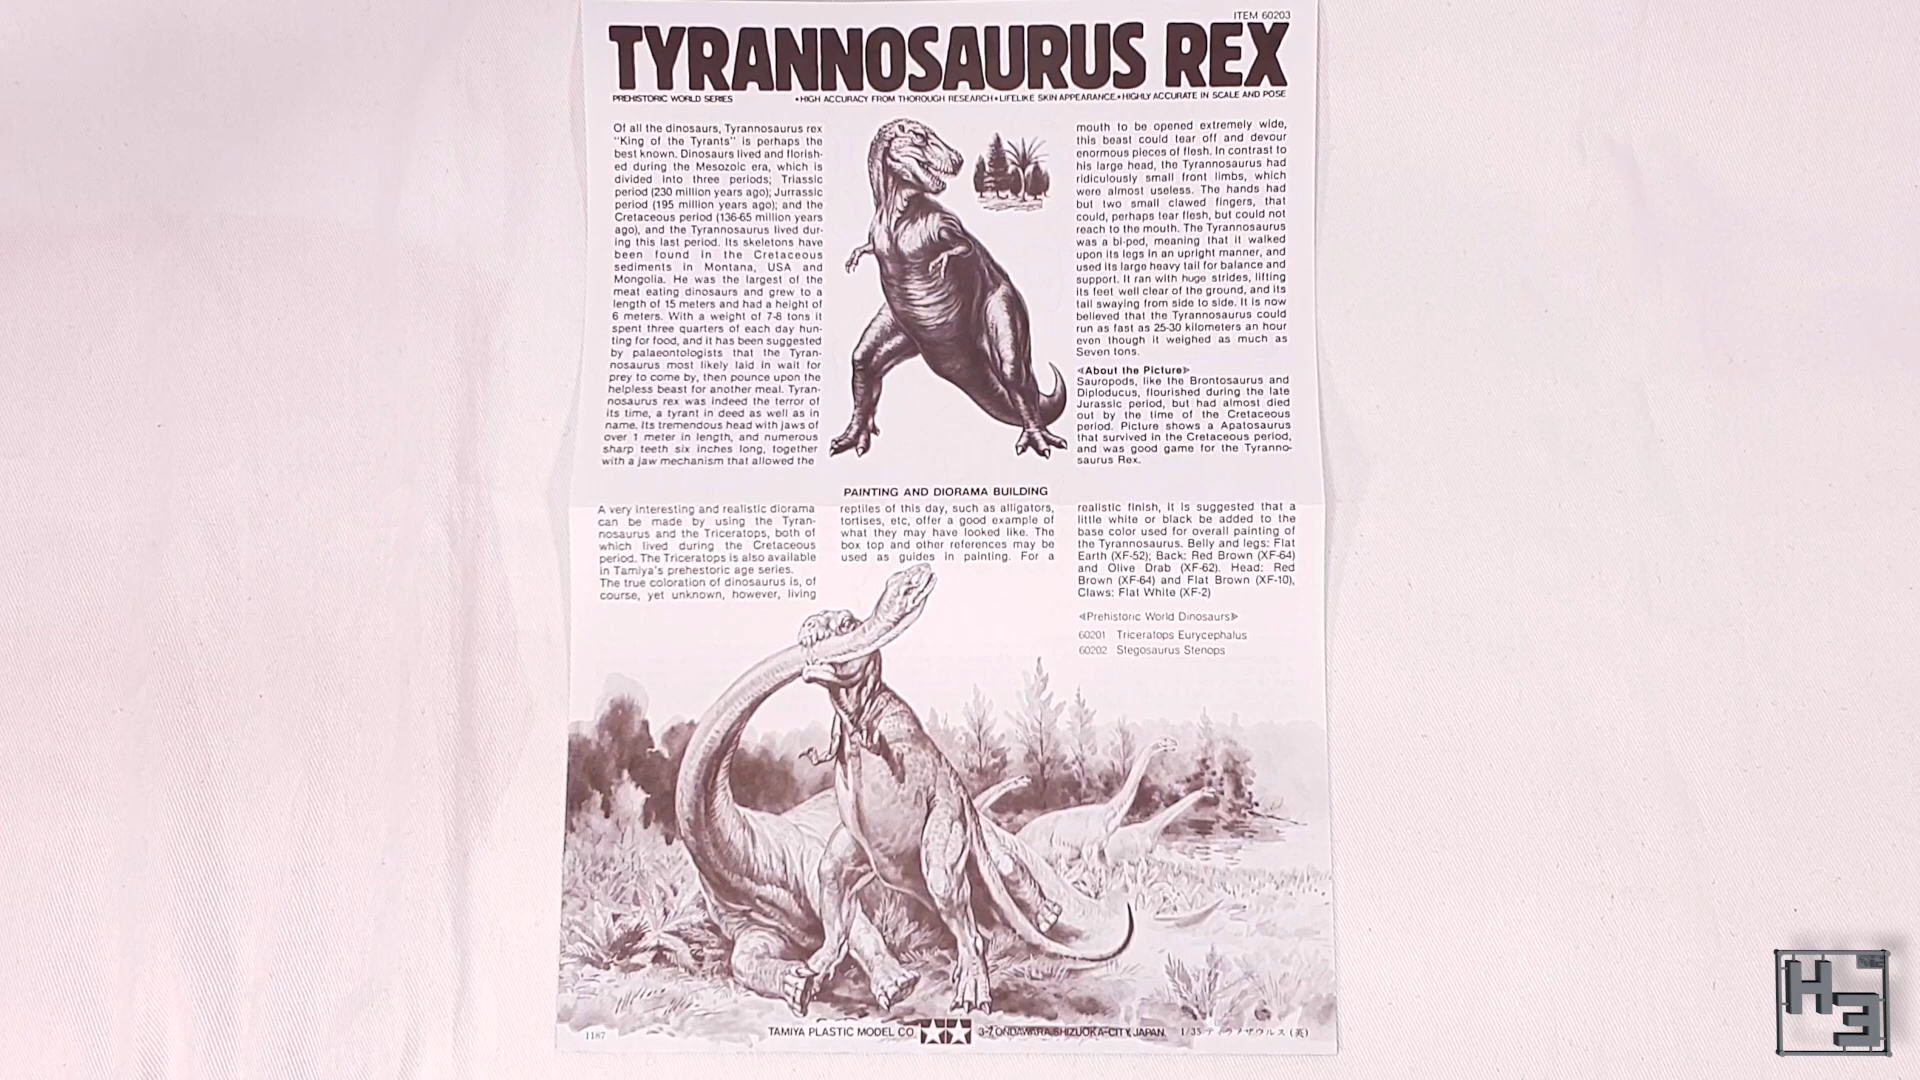 ITEM 60203
TYRANNOSAURUS REX
PREHISTORIC WORLD SERIES
•HIGH ACCURACY FROM THOROUGH RESEARCH•LIFELIKE SKIN APPEARANCE•HIGHLY ACCURATE IN SCALE AND POSE
Of all the dinosaurs, Tyrannosaurus rex
"King of the Tyrants" is perhaps the
best known. Dinosaurs lived and florish-
ed during the Mesozoic era, which is
divided into three periods; Triassic
period (230 million years ago); Jurrassic
period (195 million years ago); and the
Cretaceous period (136-65 million years
ago), and the Tyrannosaurus lived dur-
ing this last period. Its skeletons have
been found in the Cretaceous
sediments in Montana, USA and
Mongolia. He was the largest of the
meat eating dinosaurs and grew to a
length of 15 meters and had a height of
6 meters. With a weight of 7-8 tons it
spent three quarters of each day hun-
ting for food, and it has been suggested
by palaeontologists that the Tyran-
nosaurus most likely laid in wait for
prey to come by, then pounce upon the
helpless beast for another meal. Tyran-
nosaurus rex was indeed the terror of
its time, a tyrant in deed as well as in
name. Its tremendous head with jaws of
over 1 meter in length, and numerous
sharp teeth six inches long, together
with a jaw mechanism that allowed the
mouth to be opened extremely wide,
this beast could tear off and devour
enormous pieces of flesh. In contrast to
his large head, the Tyrannosaurus had
ridiculously small front limbs, which
were almost useless. The hands had
but two small clawed fingers, that
could, perhaps tear flesh, but could not
reach to the mouth. The Tyrannosaurus
was a bi-ped, meaning that it walked
upon its legs in an upright manner, and
used its large heavy tail for balance and
support. It ran with huge strides, lifting
its feet well clear of the ground, and its
tail swaying from side to side. It is now
believed that the Tyrannosaurus could
run as fast as 25-30 kilometers an hour
even though it weighed as much as
Seven tons.
◁About the Picture▷
Sauropods, like the Brontosaurus and
Diploducus, flourished during the late
Jurassic period, but had almost died
out by the time of the Cretaceous
period. Picture shows a Apatosaurus
that survived in the Cretaceous period,
and was good game for the Tyranno-
saurus Rex.
PAINTING AND DIORAMA BUILDING
A very interesting and realistic diorama
can be made by using the Tyran-
nosaurus and the Triceratops, both of
which lived during the Cretaceous
period. The Triceratops is also available
in Tamiya's prehestoric age series.
The true coloration of dinosaurus is, of
course, yet unknown, however, living
reptiles of this day, such as alligators,
tortises, etc, offer a good example of
what they may have looked like. The
box top and other references may be
used as guides in painting. For a
realistic finish, it is suggested that a
little white or black be added to the
base color used for overall painting of
the Tyrannosaurus. Belly and legs: Flat
Earth (XF-52); Back: Red Brown (XF-64)
and Olive Drab (XF-62). Head: Red
Brown (XF-64) and Flat Brown (XF-10),
Claws: Flat White (XF-2)
◁Prehistoric World Dinosaurs▷
60201 Triceratops Eurycephalus
60202 Stegosaurus Stenops
1187
TAMIYA PLASTIC MODEL CO. 3-7, ONDAWARA, SHIZUOKA-CITY, JAPAN.
1/35 ティラノザウルス (英)
H3